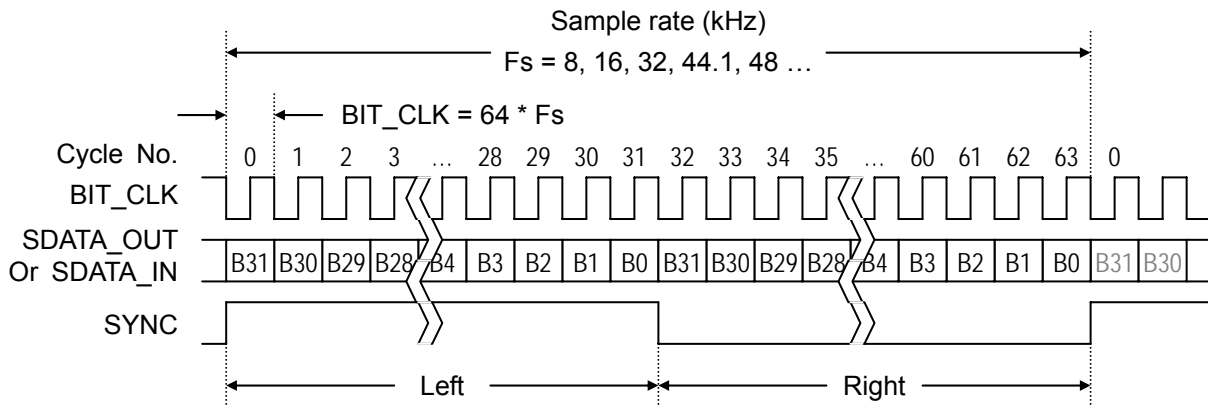 Sample rate (kHz)
Fs = 8, 16, 32, 44.1, 48 …
BIT_CLK = 64 * Fs
Cycle No. 0 1 2 3 … 28 29 30 31 32 33 34 35 … 60 61 62 63 0
BIT_CLK
SDATA_OUT
Or SDATA_IN
B31 B30 B29 B28 B4 B3 B2 B1 B0 B31 B30 B29 B28 B4 B3 B2 B1 B0 B31 B30
SYNC
Left Right